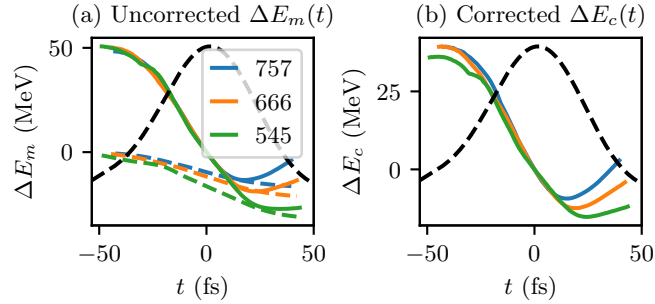 (a) Uncorrected ΔE_m(t)
(b) Corrected ΔE_c(t)
ΔE_m (MeV)
50
0
757
666
545
−50
0
50
t (fs)
ΔE_c (MeV)
25
0
−50
0
50
t (fs)